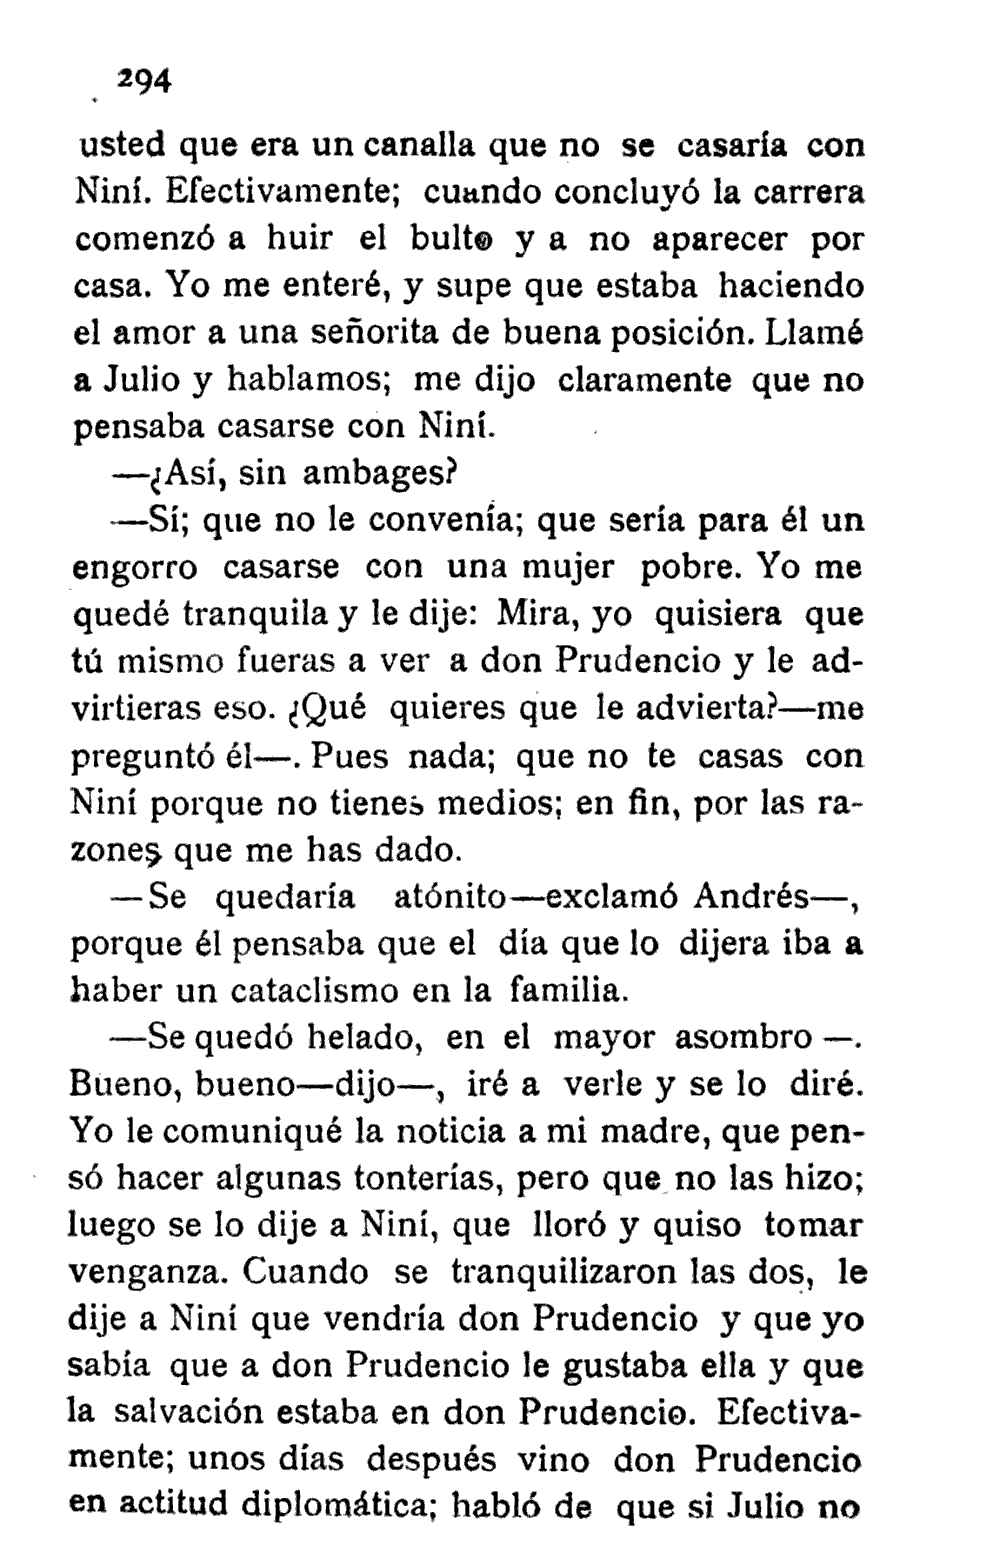 294
usted que era un canalla que no se casaría con
Niní. Efectivamente; cuando concluyó la carrera
comenzó a huir el bulto y a no aparecer por
casa. Yo me enteré, y supe que estaba haciendo
el amor a una señorita de buena posición. Llamé
a Julio y hablamos; me dijo claramente que no
pensaba casarse con Niní.
—¿Así, sin ambages?
—Sí; que no le convenía; que sería para él un
engorro casarse con una mujer pobre. Yo me
quedé tranquila y le dije: Mira, yo quisiera que
tú mismo fueras a ver a don Prudencio y le ad-
virtieras eso. ¿Qué quieres que le advierta?—me
preguntó él—. Pues nada; que no te casas con
Niní porque no tienes medios; en fin, por las ra-
zones que me has dado.
—Se quedaría atónito—exclamó Andrés—,
porque él pensaba que el día que lo dijera iba a
haber un cataclismo en la familia.
—Se quedó helado, en el mayor asombro —.
Bueno, bueno—dijo—, iré a verle y se lo diré.
Yo le comuniqué la noticia a mi madre, que pen-
só hacer algunas tonterías, pero que no las hizo;
luego se lo dije a Niní, que lloró y quiso tomar
venganza. Cuando se tranquilizaron las dos, le
dije a Niní que vendría don Prudencio y que yo
sabía que a don Prudencio le gustaba ella y que
la salvación estaba en don Prudencio. Efectiva-
mente; unos días después vino don Prudencio
en actitud diplomática; habló de que si Julio no